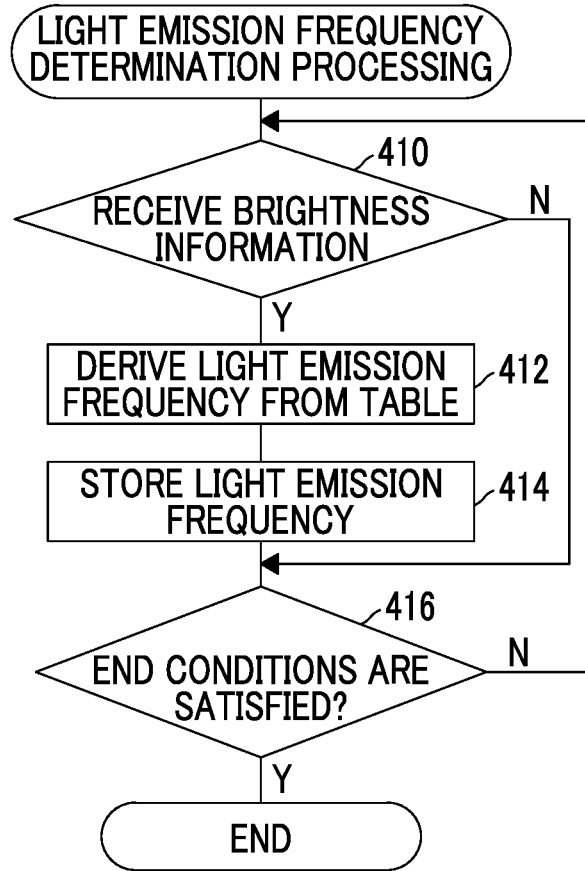 LIGHT EMISSION FREQUENCY
DETERMINATION PROCESSING
410
RECEIVE BRIGHTNESS
INFORMATION
N
Y
DERIVE LIGHT EMISSION
FREQUENCY FROM TABLE
412
STORE LIGHT EMISSION
FREQUENCY
414
416
END CONDITIONS ARE
SATISFIED?
N
Y
END